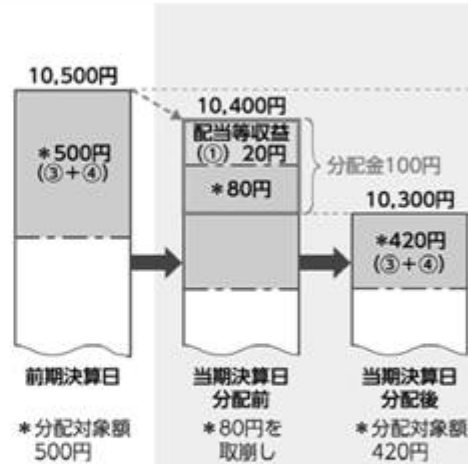 10,500円
＊500円
(③＋④)
10,400円
配当等収益
(①) 20円
＊80円
分配金100円
10,300円
＊420円
(③＋④)
前期決算日
当期決算日
分配前
当期決算日
分配後
＊分配対象額
500円
＊80円を
取崩し
＊分配対象額
420円